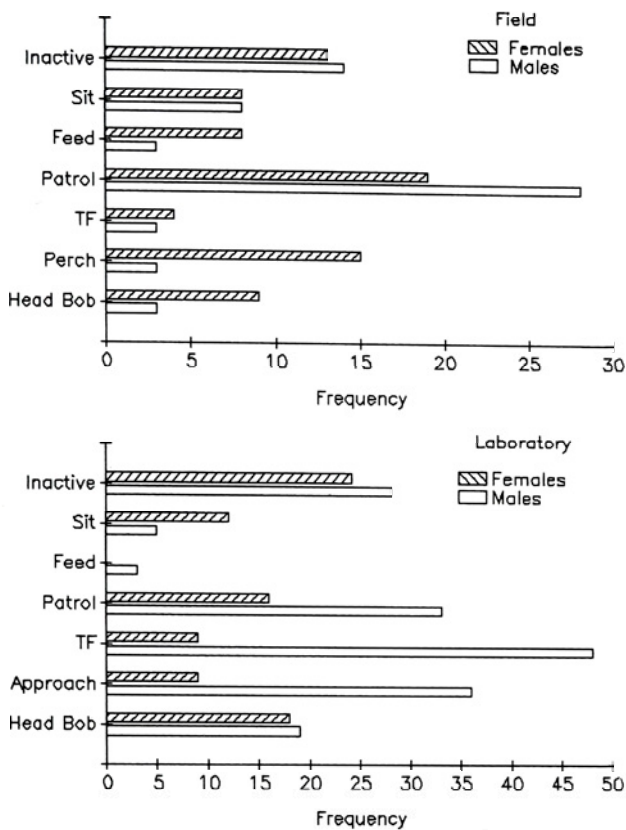 Field
Females
Males
Inactive
Sit
Feed
Patrol
TF
Perch
Head Bob
0 5 10 15 20 25 30
Frequency
Laboratory
Females
Males
Inactive
Sit
Feed
Patrol
TF
Approach
Head Bob
0 5 10 15 20 25 30 35 40 45 50
Frequency